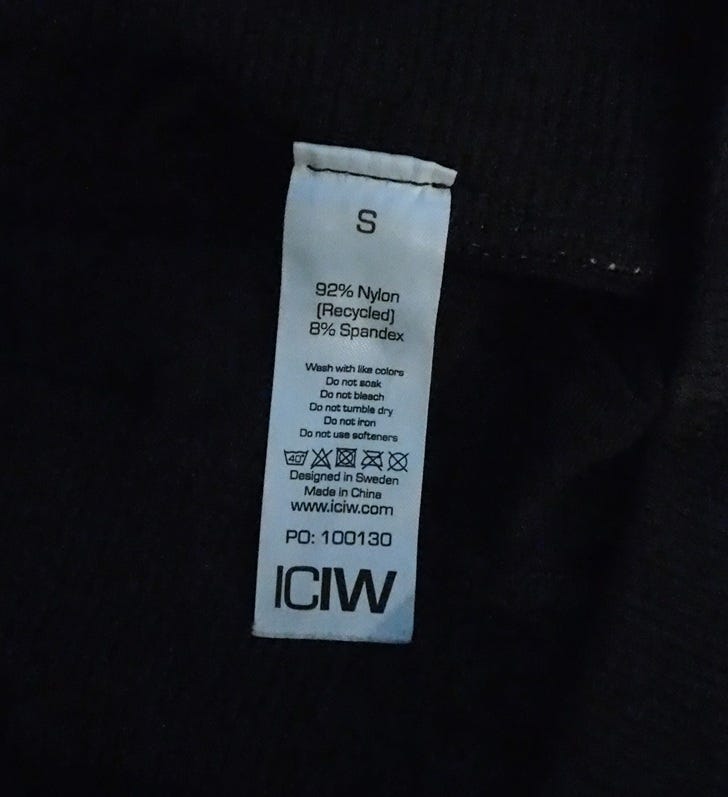 S
92% Nylon
(Recycled)
8% Spandex
Wash with like colors
Do not soak
Do not bleach
Do not tumble dry
Do not iron
Do not use softeners
40°
Designed in Sweden
Made in China
www.iciw.com
PO: 100130
ICIW